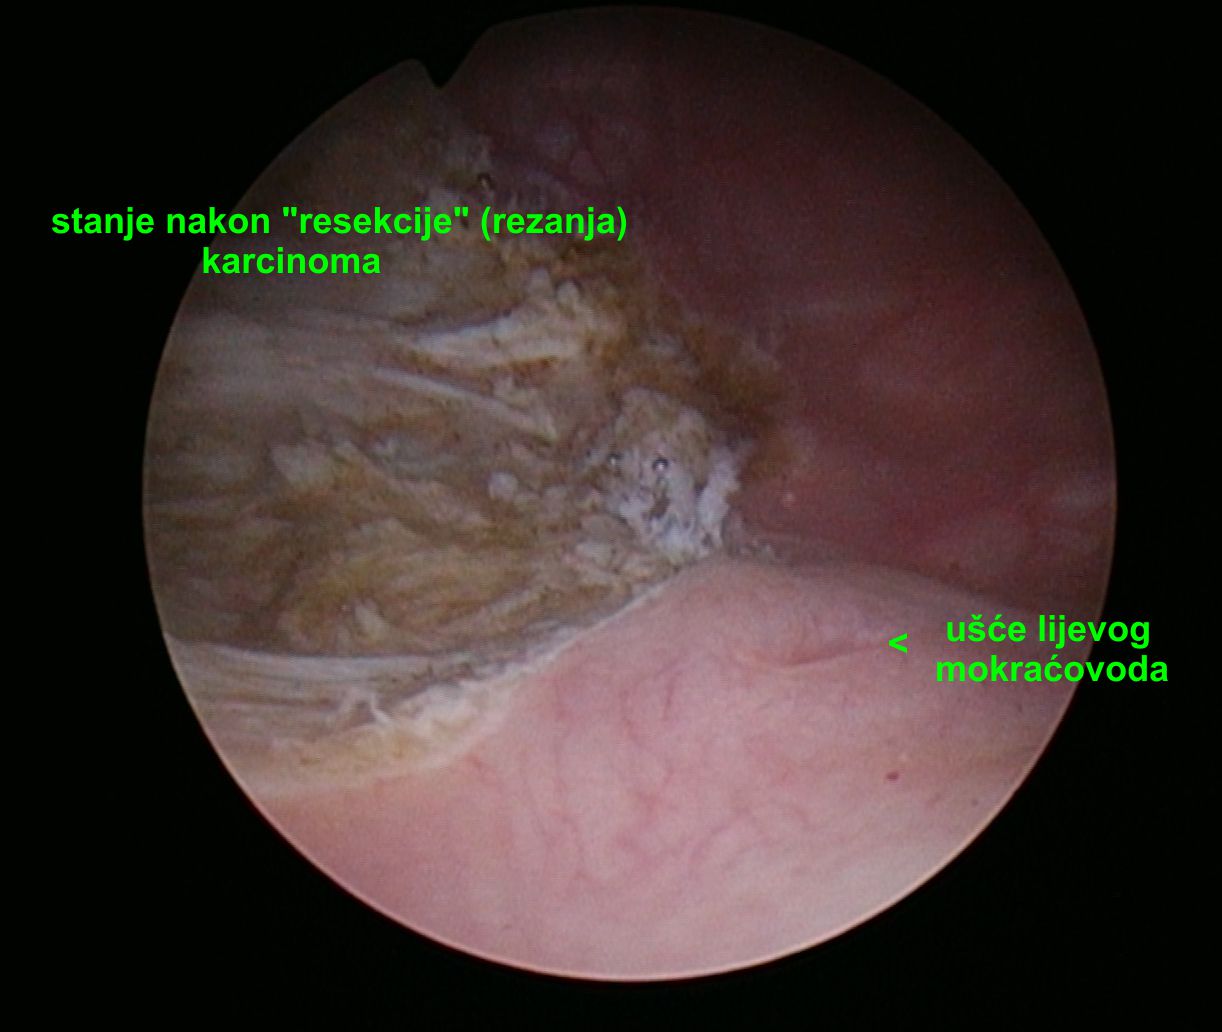 stanje nakon "resekcije" (rezanja)
karcinoma
< ušće lijevog
mokraćovoda